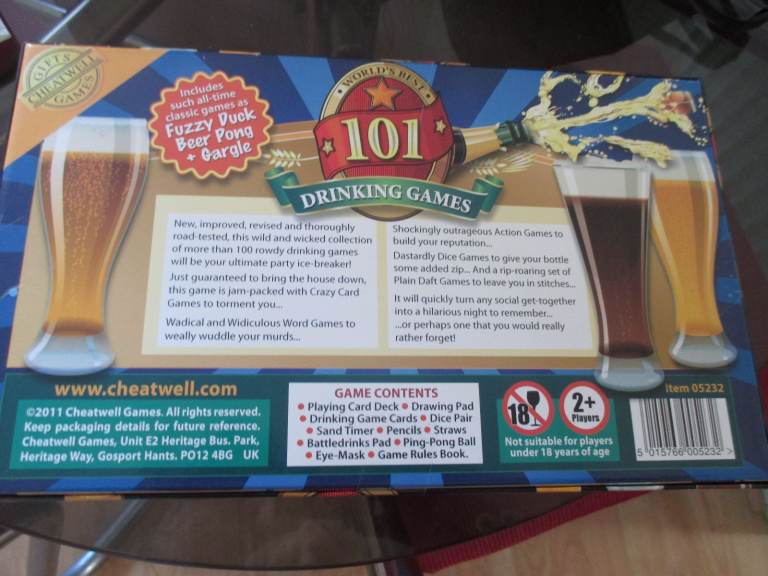 GIFTS
CHEATWELL
GAMES
Includes
such all-time
classic games as
Fuzzy Duck
Beer Pong
+ Gargle
WORLD'S BEST
101
DRINKING GAMES
New, improved, revised and thoroughly
road-tested, this wild and wicked collection
of more than 100 rowdy drinking games
will be your ultimate party ice-breaker!
Just guaranteed to bring the house down,
this game is jam-packed with Crazy Card
Games to torment you...
Wadical and Widiculous Word Games to
weally wuddle your murds...
Shockingly outrageous Action Games to
build your reputation...
Dastardly Dice Games to give your bottle
some added zip... And a rip-roaring set of
Plain Daft Games to leave you in stitches...
It will quickly turn any social get-together
into a hilarious night to remember...
...or perhaps one that you would really
rather forget!
www.cheatwell.com
©2011 Cheatwell Games. All rights reserved.
Keep packaging details for future reference.
Cheatwell Games, Unit E2 Heritage Bus. Park,
Heritage Way, Gosport Hants. PO12 4BG UK
GAME CONTENTS
• Playing Card Deck • Drawing Pad
• Drinking Game Cards • Dice Pair
• Sand Timer • Pencils • Straws
• Battledrinks Pad • Ping-Pong Ball
• Eye-Mask • Game Rules Book.
18
2+
Players
Not suitable for players
under 18 years of age
Item 05232
5 015766 005232 >